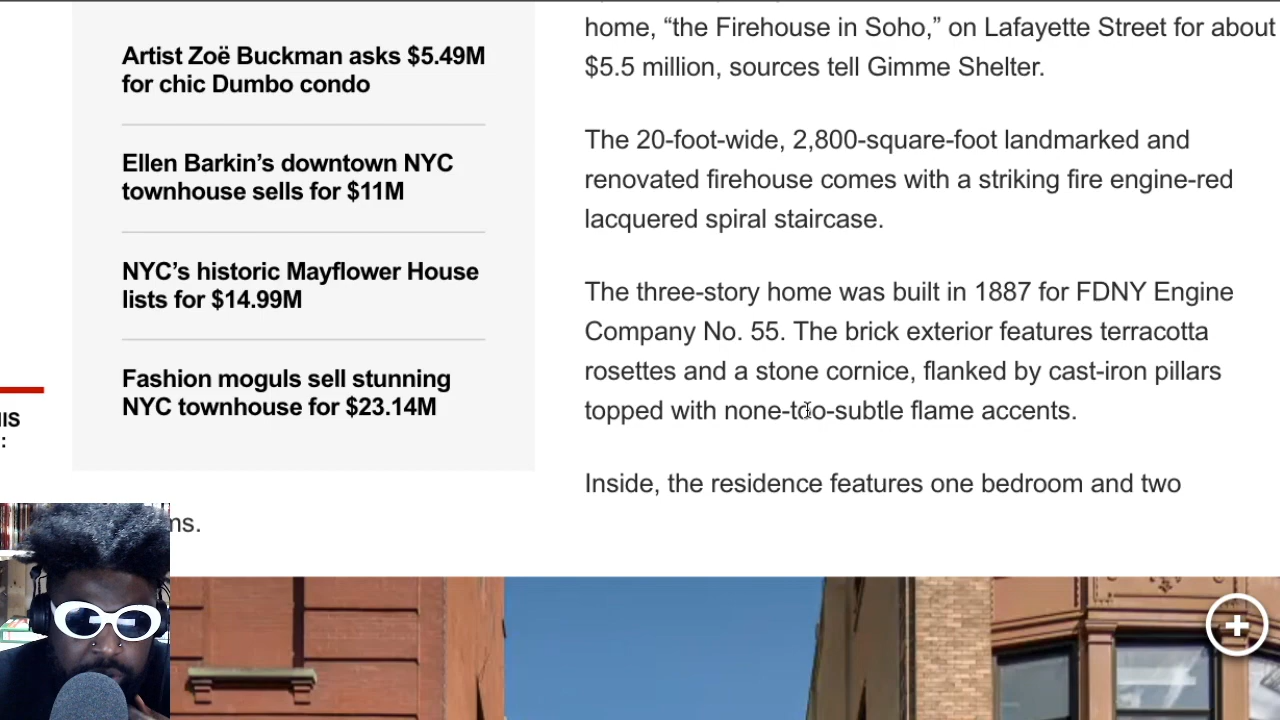 Artist Zoë Buckman asks $5.49M
for chic Dumbo condo
Ellen Barkin’s downtown NYC
townhouse sells for $11M
NYC’s historic Mayflower House
lists for $14.99M
Fashion moguls sell stunning
NYC townhouse for $23.14M
home, “the Firehouse in Soho,” on Lafayette Street for about
$5.5 million, sources tell Gimme Shelter.
The 20-foot-wide, 2,800-square-foot landmarked and
renovated firehouse comes with a striking fire engine-red
lacquered spiral staircase.
The three-story home was built in 1887 for FDNY Engine
Company No. 55. The brick exterior features terracotta
rosettes and a stone cornice, flanked by cast-iron pillars
topped with none-too-subtle flame accents.
Inside, the residence features one bedroom and two